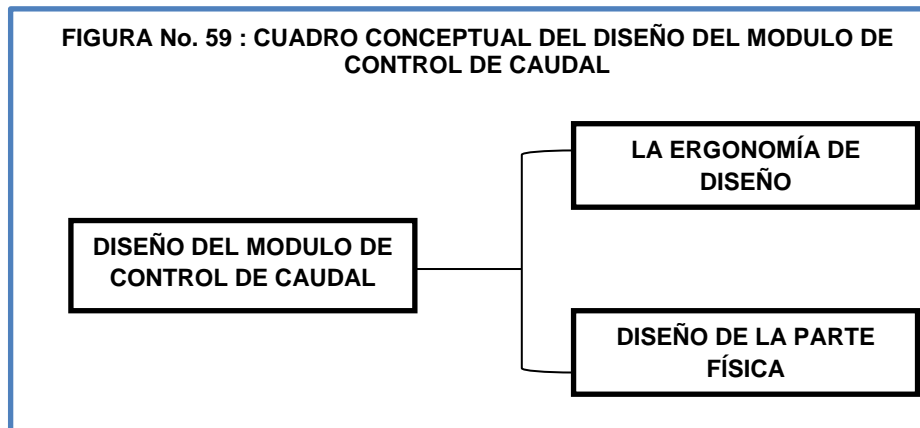 FIGURA No. 59 : CUADRO CONCEPTUAL DEL DISEÑO DEL MODULO DE
CONTROL DE CAUDAL
LA ERGONOMÍA DE
DISEÑO
DISEÑO DEL MODULO DE
CONTROL DE CAUDAL
DISEÑO DE LA PARTE
FÍSICA